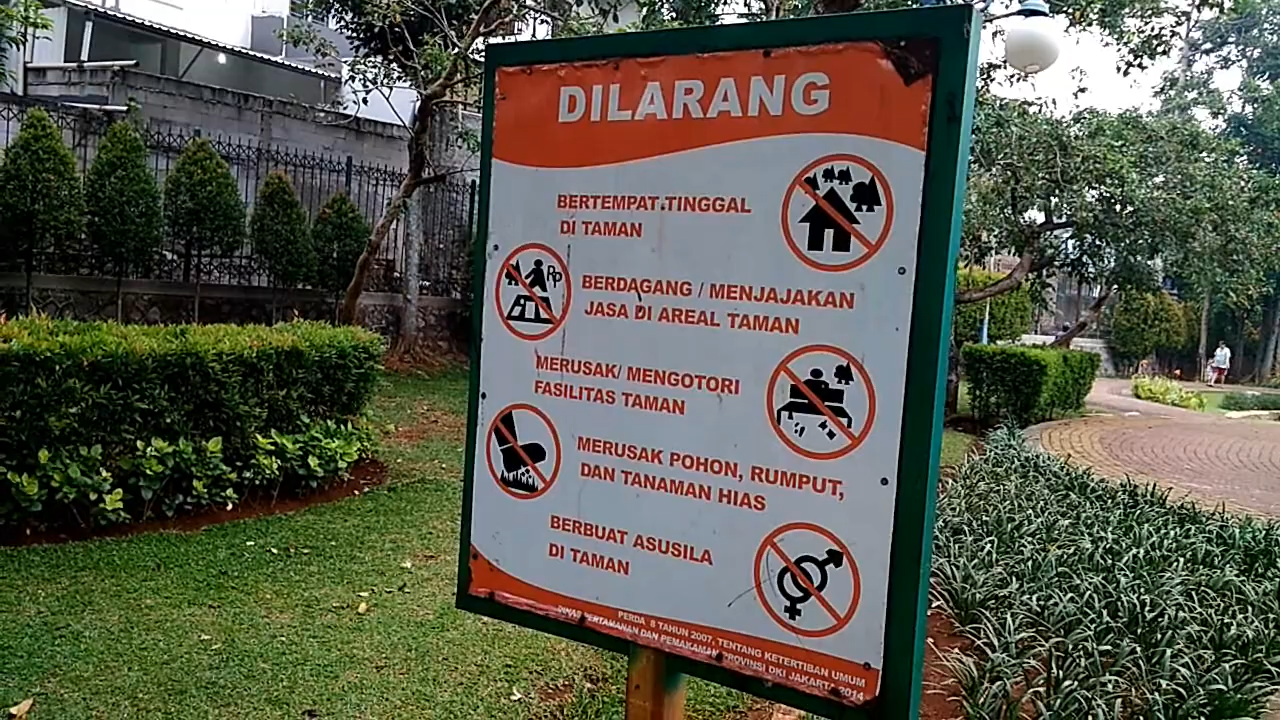 DILARANG
BERTEMPAT TINGGAL
DI TAMAN
Rp
BERDAGANG / MENJAJAKAN
JASA DI AREAL TAMAN
MERUSAK/ MENGOTORI
FASILITAS TAMAN
MERUSAK POHON, RUMPUT,
DAN TANAMAN HIAS
BERBUAT ASUSILA
DI TAMAN
PERDA 8 TAHUN 2007, TENTANG KETERTIBAN UMUM
DINAS PERTAMANAN DAN PEMAKAMAN PROVINSI DKI JAKARTA 2014